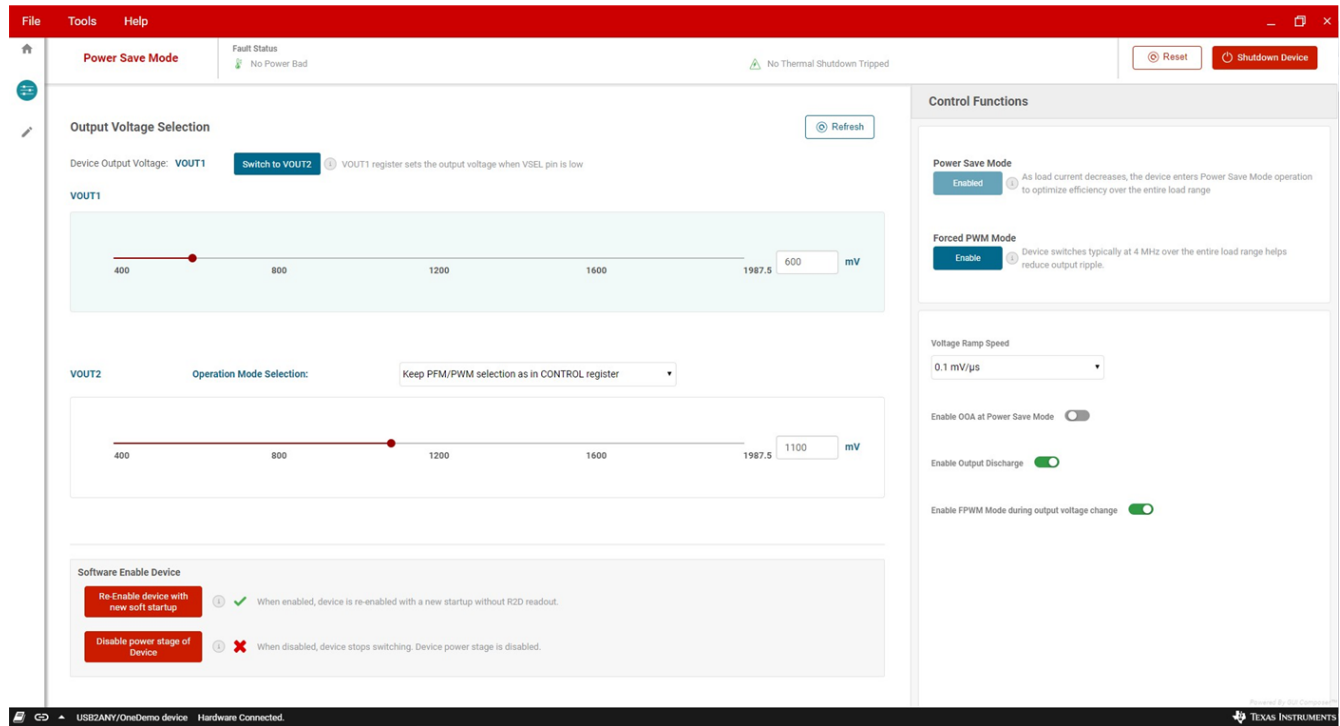 File Tools Help
Power Save Mode
Fault Status
No Power Bad
No Thermal Shutdown Tripped
Reset
Shutdown Device
Output Voltage Selection
Refresh
Device Output Voltage: VOUT1
Switch to VOUT2
VOUT1 register sets the output voltage when VSEL pin is low
VOUT1
400 800 1200 1600 1987.5
600 mV
VOUT2 Operation Mode Selection: Keep PFM/PWM selection as in CONTROL register
400 800 1200 1600 1987.5
1100 mV
Software Enable Device
Re-Enable device with
new soft startup
When enabled, device is re-enabled with a new startup without R2D readout.
Disable power stage of
Device
When disabled, device stops switching. Device power stage is disabled.
Control Functions
Power Save Mode
Enabled
As load current decreases, the device enters Power Save Mode operation
to optimize efficiency over the entire load range
Forced PWM Mode
Enable
Device switches typically at 4 MHz over the entire load range helps
reduce output ripple.
Voltage Ramp Speed
0.1 mV/µs
Enable OOA at Power Save Mode
Enable Output Discharge
Enable FPWM Mode during output voltage change
Powered By GUI Composer
USB2ANY/OneDemo device Hardware Connected.
TEXAS INSTRUMENTS